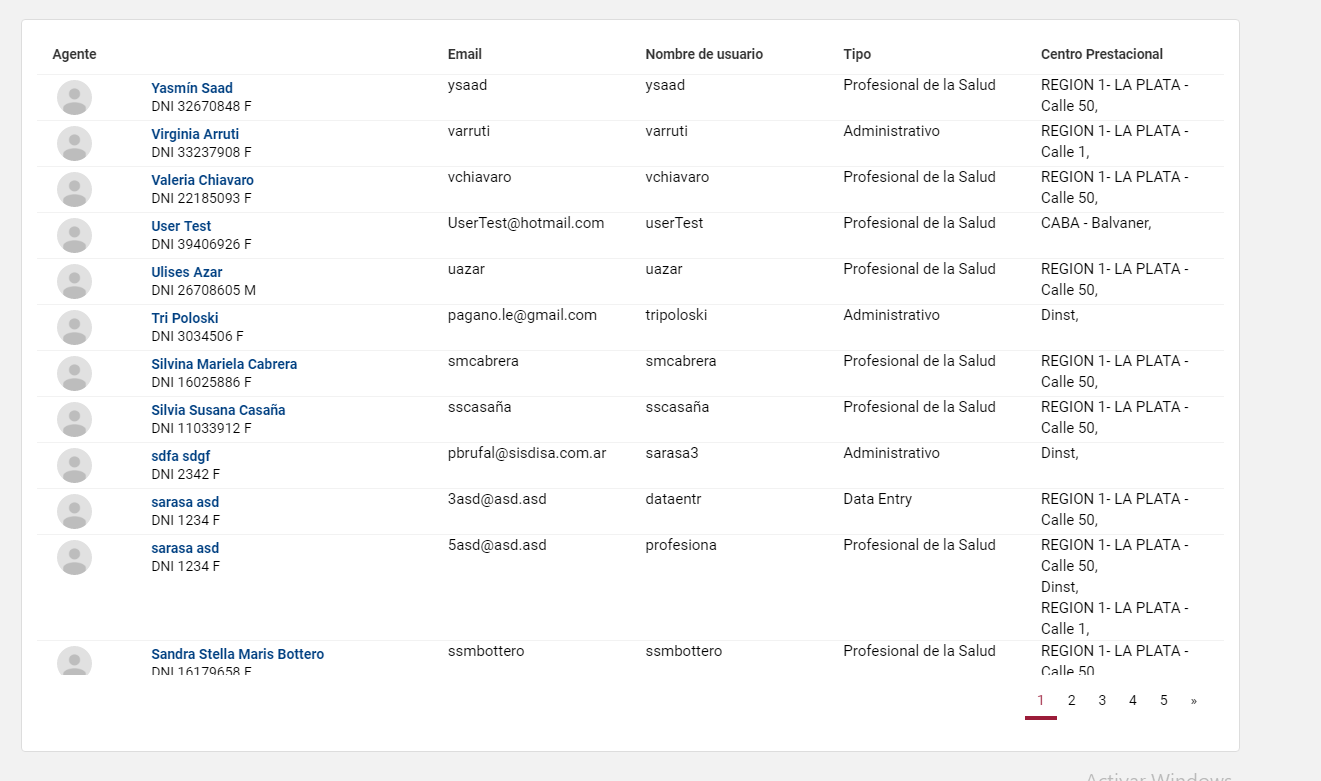 Agente Email Nombre de usuario Tipo Centro Prestacional
Yasmín Saad ysaad ysaad Profesional de la Salud REGION 1- LA PLATA -
DNI 32670848 F Calle 50,
Virginia Arruti varruti varruti Administrativo REGION 1- LA PLATA -
DNI 33237908 F Calle 1,
Valeria Chiavaro vchiavaro vchiavaro Profesional de la Salud REGION 1- LA PLATA -
DNI 22185093 F Calle 50,
User Test UserTest@hotmail.com userTest Profesional de la Salud CABA - Balvaner,
DNI 39406926 F
Ulises Azar uazar uazar Profesional de la Salud REGION 1- LA PLATA -
DNI 26708605 M Calle 50,
Tri Poloski pagano.le@gmail.com tripoloski Administrativo Dinst,
DNI 3034506 F
Silvina Mariela Cabrera smcabrera smcabrera Profesional de la Salud REGION 1- LA PLATA -
DNI 16025886 F Calle 50,
Silvia Susana Casaña sscasaña sscasaña Profesional de la Salud REGION 1- LA PLATA -
DNI 11033912 F Calle 50,
sdfa sdgf pbrufal@sisdisa.com.ar sarasa3 Administrativo Dinst,
DNI 2342 F
sarasa asd 3asd@asd.asd dataentr Data Entry REGION 1- LA PLATA -
DNI 1234 F Calle 50,
sarasa asd 5asd@asd.asd profesiona Profesional de la Salud REGION 1- LA PLATA -
DNI 1234 F Calle 50,
Dinst,
REGION 1- LA PLATA -
Calle 1,
Sandra Stella Maris Bottero ssmbottero ssmbottero Profesional de la Salud REGION 1- LA PLATA -
DNI 16179658 F Calle 50
1 2 3 4 5 »
Activar Windows